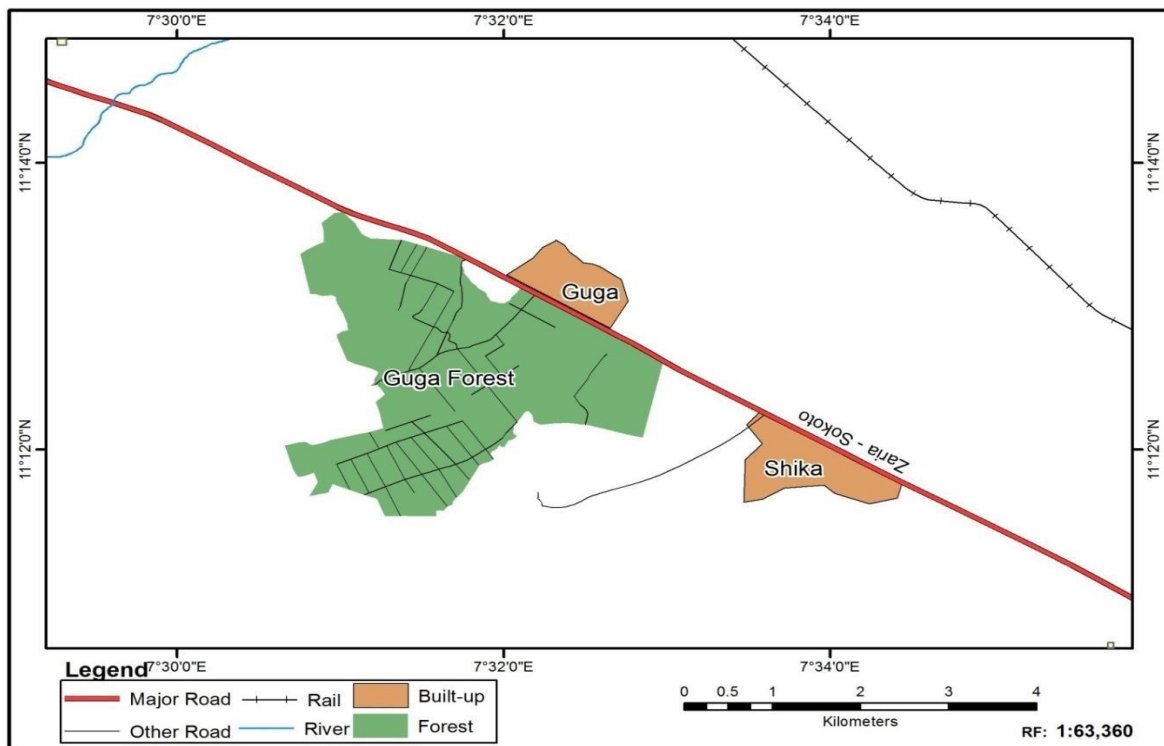 7°30'0"E 7°32'0"E 7°34'0"E
11°14'0"N 11°14'0"N
Guga
Guga Forest
Zaria - Sokoto
11°12'0"N 11°12'0"N
Shika
7°30'0"E 7°32'0"E 7°34'0"E
Legend
Major Road Rail Built-up
Other Road River Forest
0 0.5 1 2 3 4
Kilometers
RF: 1:63,360